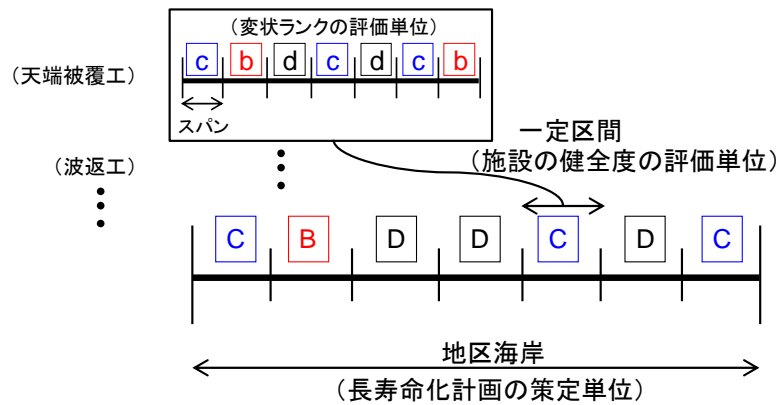 (変状ランクの評価単位)
c b d c d c b
(天端被覆工)
スパン
一定区間
(施設の健全度の評価単位)
(波返工)
C B D D C D C
地区海岸
(長寿命化計画の策定単位)